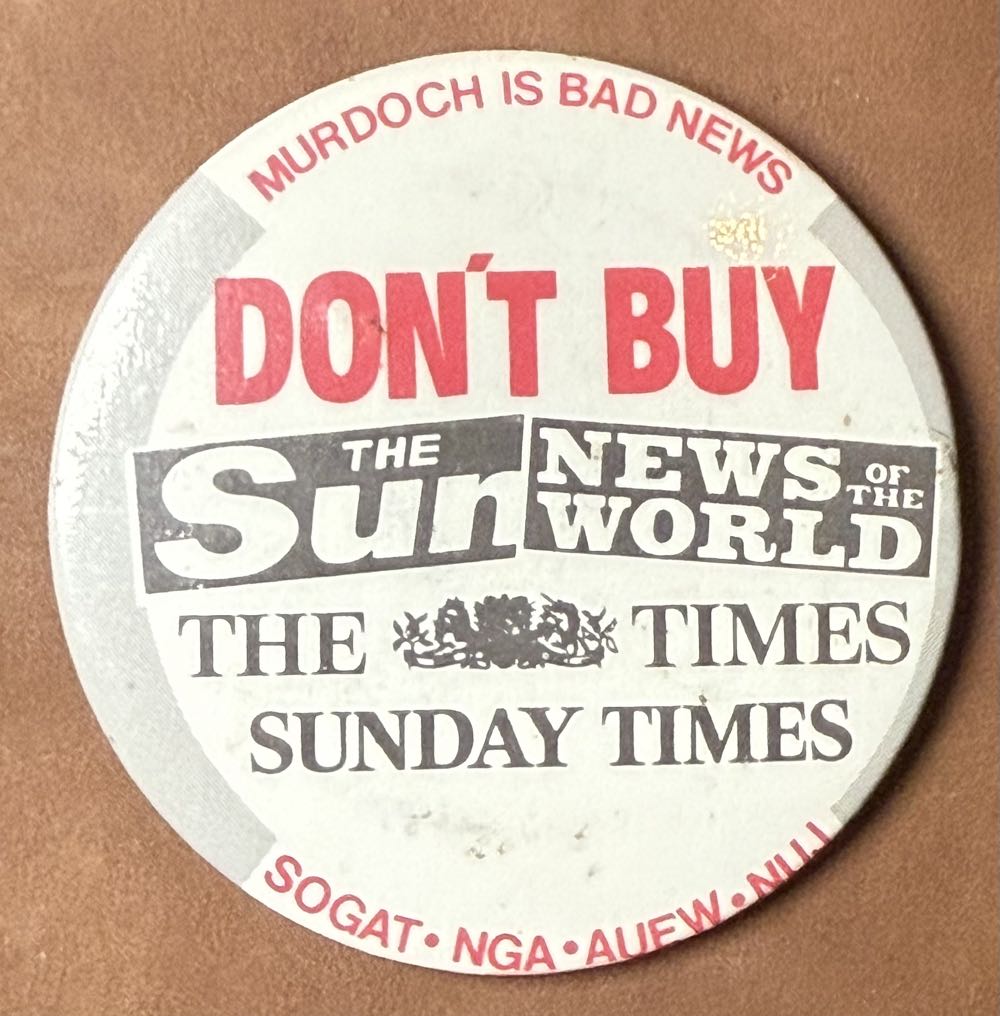 MURDOCH IS BAD NEWS
DON'T BUY
THE Sun
NEWS OF THE WORLD
THE TIMES
SUNDAY TIMES
SOGAT • NGA • AUEW • NUJ